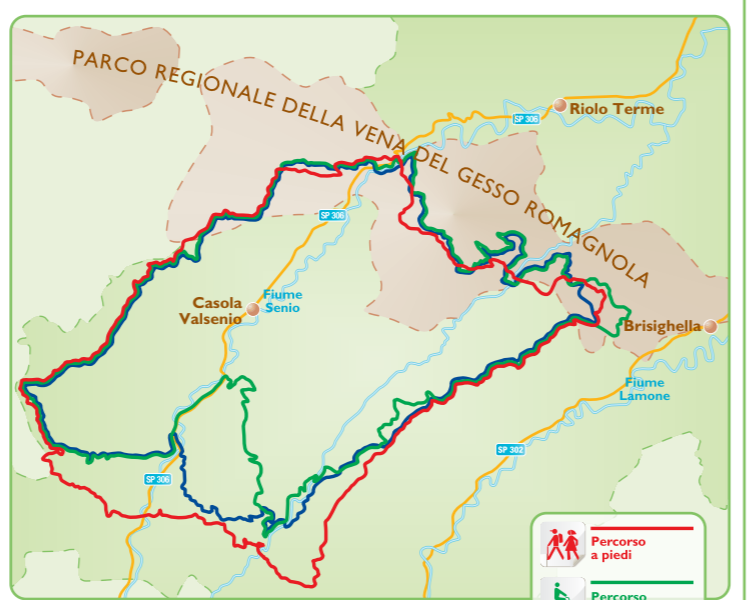 PARCO REGIONALE DELLA VENA DEL GESSO ROMAGNOLA
Riolo Terme
SP 306
SP 306
Casola
Valsenio
Fiume
Senio
Brisighella
Fiume
Lamone
SP 302
SP 306
Percorso
a piedi
Percorso